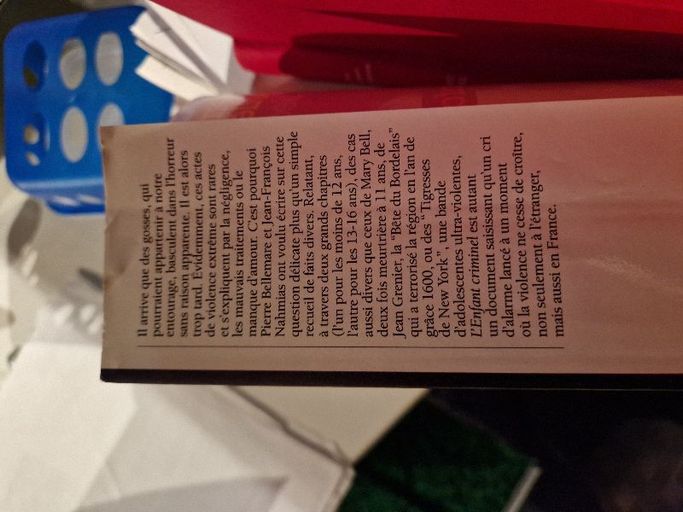 Il arrive que des gosses, qui
pourraient appartenir à notre
entourage, basculent dans l'horreur
sans raison apparente. Il est alors
trop tard. Évidemment, ces actes
de violence extrême sont rares
et s'expliquent par la négligence,
les mauvais traitements ou le
manque d'amour. C'est pourquoi
Pierre Bellemare et Jean-François
Nahmias ont voulu écrire sur cette
question délicate plus qu'un simple
recueil de faits divers. Relatant,
à travers deux grands chapitres
(l'un pour les moins de 12 ans,
l'autre pour les 13-16 ans), des cas
aussi divers que ceux de Mary Bell,
deux fois meurtrière à 11 ans, de
Jean Grenier, la "Bête du Bordelais"
qui a terrorisé la région en l'an de
grâce 1600, ou des "Tigresses
de New York", une bande
d'adolescentes ultra-violentes,
L'Enfant criminel est autant
un document saisissant qu'un cri
d'alarme lancé à un moment
où la violence ne cesse de croître,
non seulement à l'étranger,
mais aussi en France.